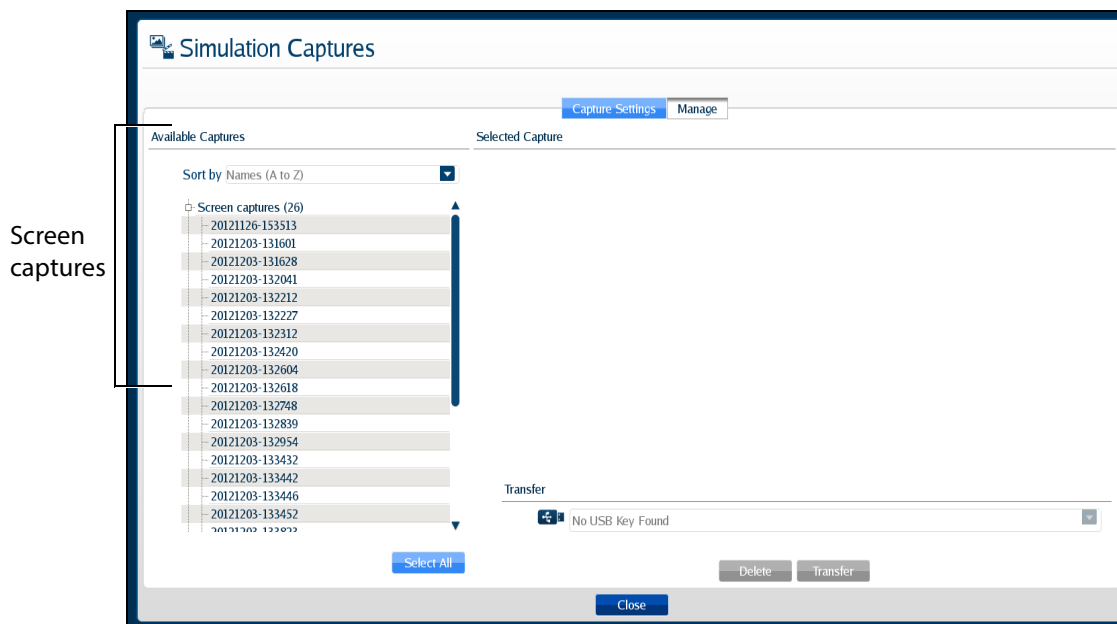 Simulation Captures
Capture Settings Manage
Available Captures
Selected Capture
Sort by Names (A to Z)
Screen captures (26)
20121126-153513
20121203-131601
20121203-131628
20121203-132041
20121203-132212
20121203-132227
20121203-132312
20121203-132420
20121203-132604
20121203-132618
20121203-132748
20121203-132839
20121203-132954
20121203-133432
20121203-133442
20121203-133446
20121203-133452
Screen
captures
Transfer
No USB Key Found
Select All
Delete Transfer
Close